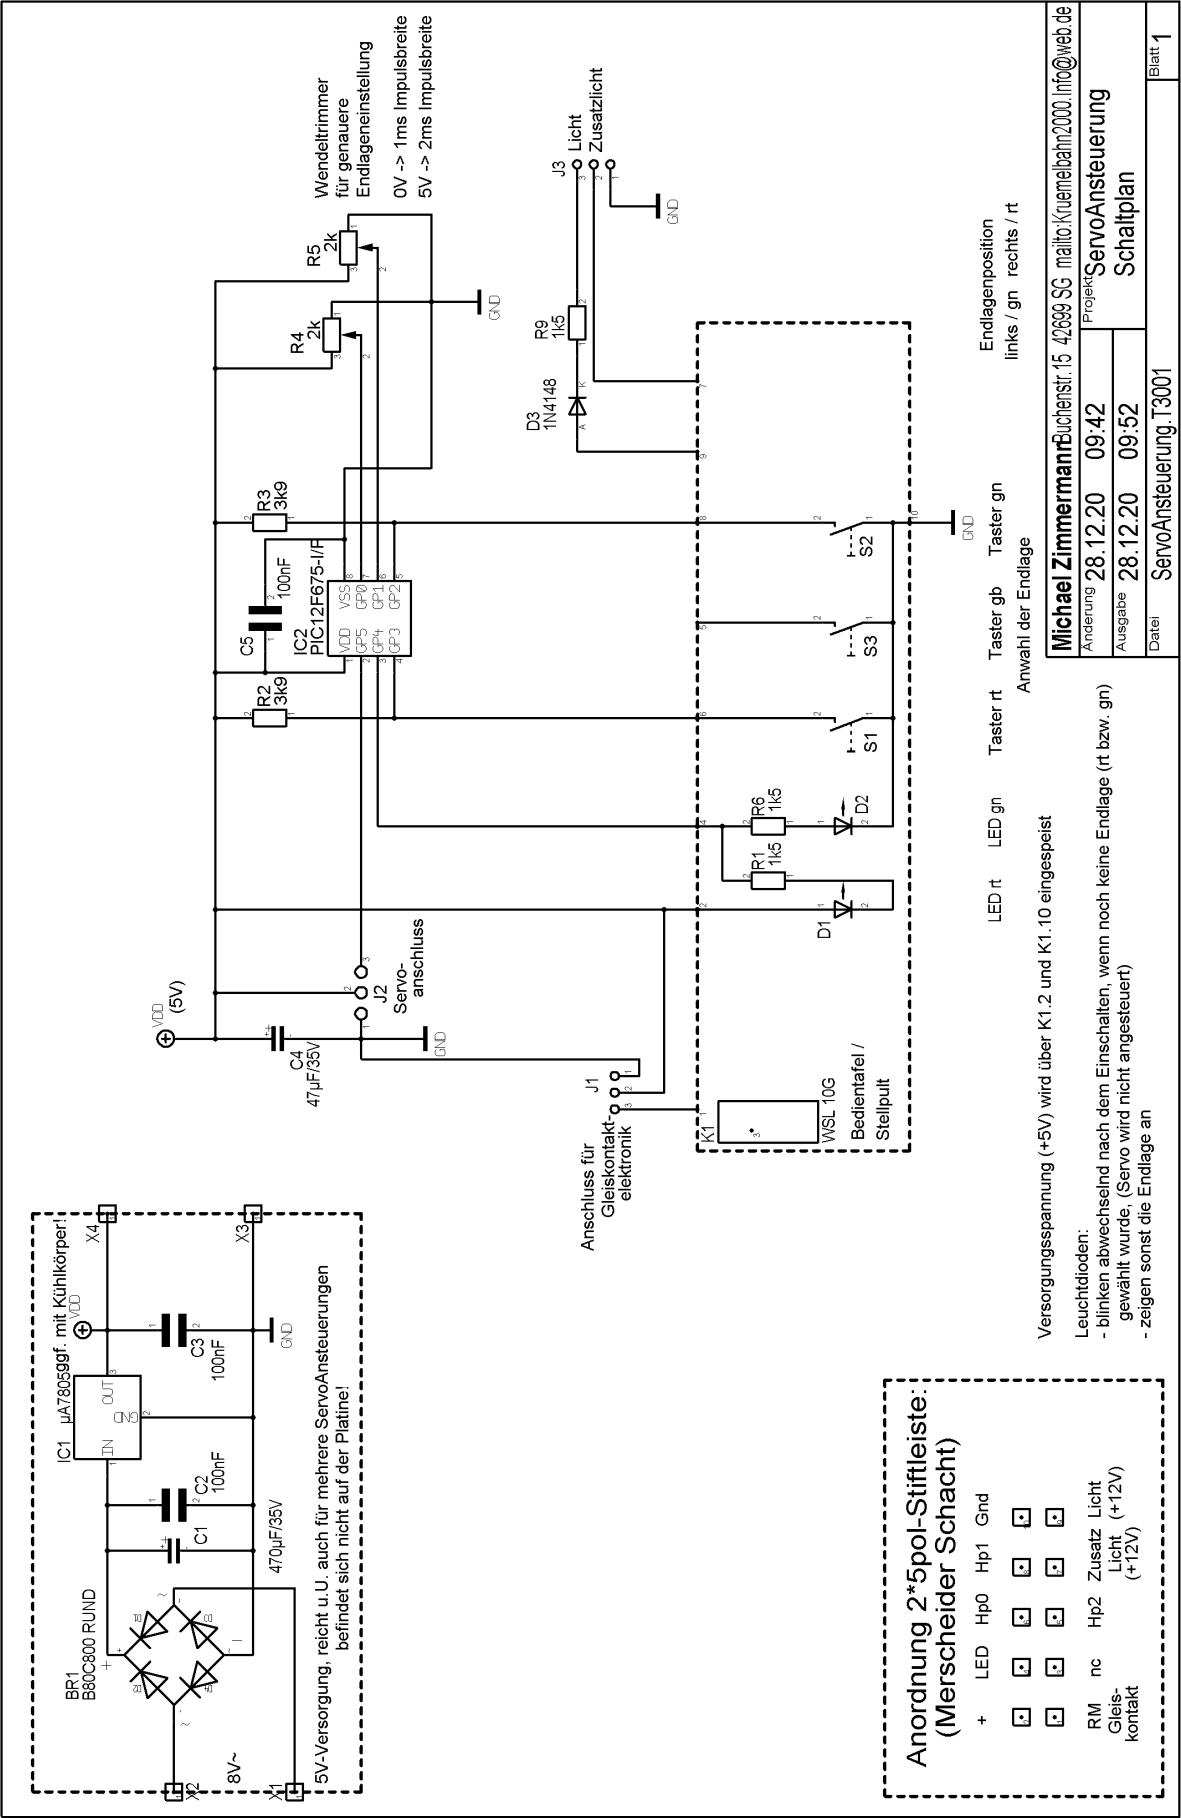 BR1
B80C800 RUND
8V~
X2
X1
C1
470µF/35V
C2
100nF
IC1
µA7805
ggf. mit Kühlkörper!
IN
OUT
GND
VDD
C3
100nF
GND
X4
X3
5V-Versorgung, reicht u.U. auch für mehrere ServoAnsteuerungen
befindet sich nicht auf der Platine!
VDD
(5V)
C4
47µF/35V
GND
J2
Servo-
anschluss
R2
3k9
C5
100nF
IC2
PIC12F675-I/P
VDD
GP5
GP4
GP3
VSS
GP0
GP1
GP2
R3
3k9
R4
2k
R5
2k
GND
Wendeltrimmer
für genauere
Endlageneinstellung
0V -> 1ms Impulsbreite
5V -> 2ms Impulsbreite
Anschluss für
Gleiskontakt-
elektronik
J1
D3
1N4148
R9
1k5
J3
Licht
Zusatzlicht
GND
K1
WSL 10G
Bedientafel /
Stellpult
D1
R1
1k5
R6
1k5
D2
S1
S3
S2
GND
LED rt
LED gn
Taster rt
Taster gb
Taster gn
Anwahl der Endlage
Endlagenposition
links / gn rechts / rt
Versorgungsspannung (+5V) wird über K1.2 und K1.10 eingespeist
Leuchtdioden:
- blinken abwechselnd nach dem Einschalten, wenn noch keine Endlage (rt bzw. gn)
gewählt wurde, (Servo wird nicht angesteuert)
- zeigen sonst die Endlage an
Anordnung 2*5pol-Stiftleiste:
(Merscheider Schacht)
+ LED Hp0 Hp1 Gnd
RM nc Hp2 Zusatz Licht
Gleis- Licht (+12V)
kontakt (+12V)
Michael Zimmermann Buchenstr.15 42699 SG mailto:Kruemelbahn2000.Info@web.de
Änderung 28.12.20 09:42
Projekt ServoAnsteuerung
Ausgabe 28.12.20 09:52
Schaltplan
Datei ServoAnsteuerung.T3001
Blatt 1